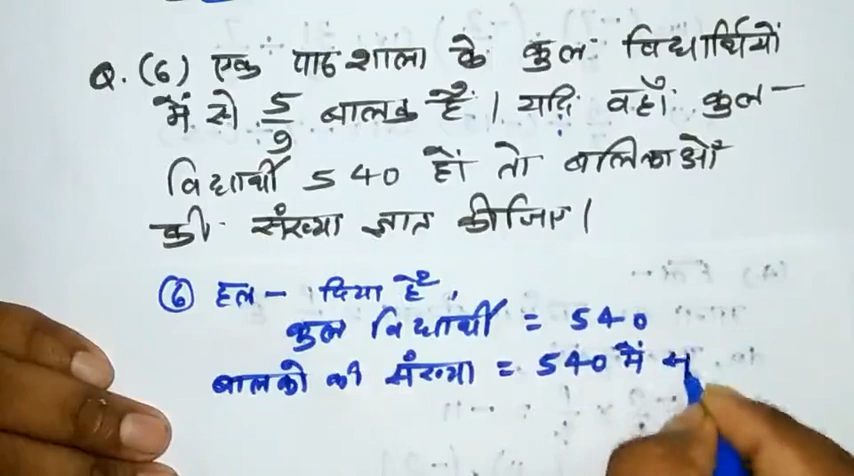 Q. (6) एक पाठशाला के कुल विद्यार्थियों
में से 5/9 बालक हैं। यदि वहाँ कुल-
विद्यार्थी 540 हों तो बालिकाओं
की संख्या ज्ञात कीजिए।
6 हल - दिया है,
कुल विद्यार्थी = 540
बालको की संख्या = 540 में